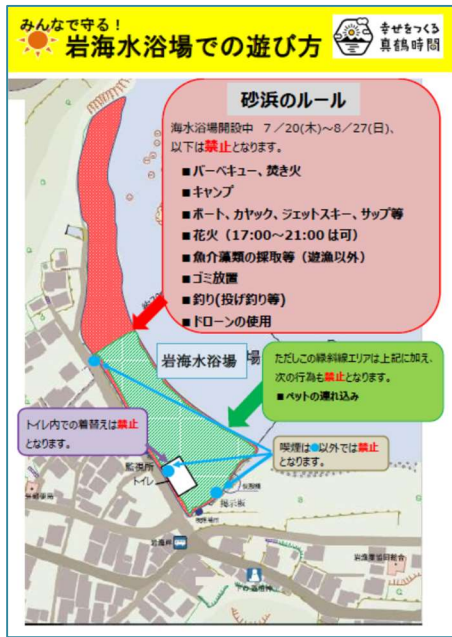 みんなで守る！
岩海水浴場での遊び方
幸せをつくる
真鶴時間
砂浜のルール
海水浴場開設中　7／20(木)～8／27(日)、
以下は禁止となります。
■バーベキュー、焚き火
■キャンプ
■ボート、カヤック、ジェットスキー、サップ等
■花火（17:00～21:00 は可）
■魚介藻類の採取等（遊漁以外）
■ゴミ放置
■釣り(投げ釣り等)
■ドローンの使用
岩海水浴場
場
ただしこの緑斜線エリアは上記に加え、
次の行為も禁止となります。
■ペットの連れ込み
トイレ内での着替えは禁止
となります。
喫煙は●以外では禁止
となります。
監視所
トイレ
掲示板